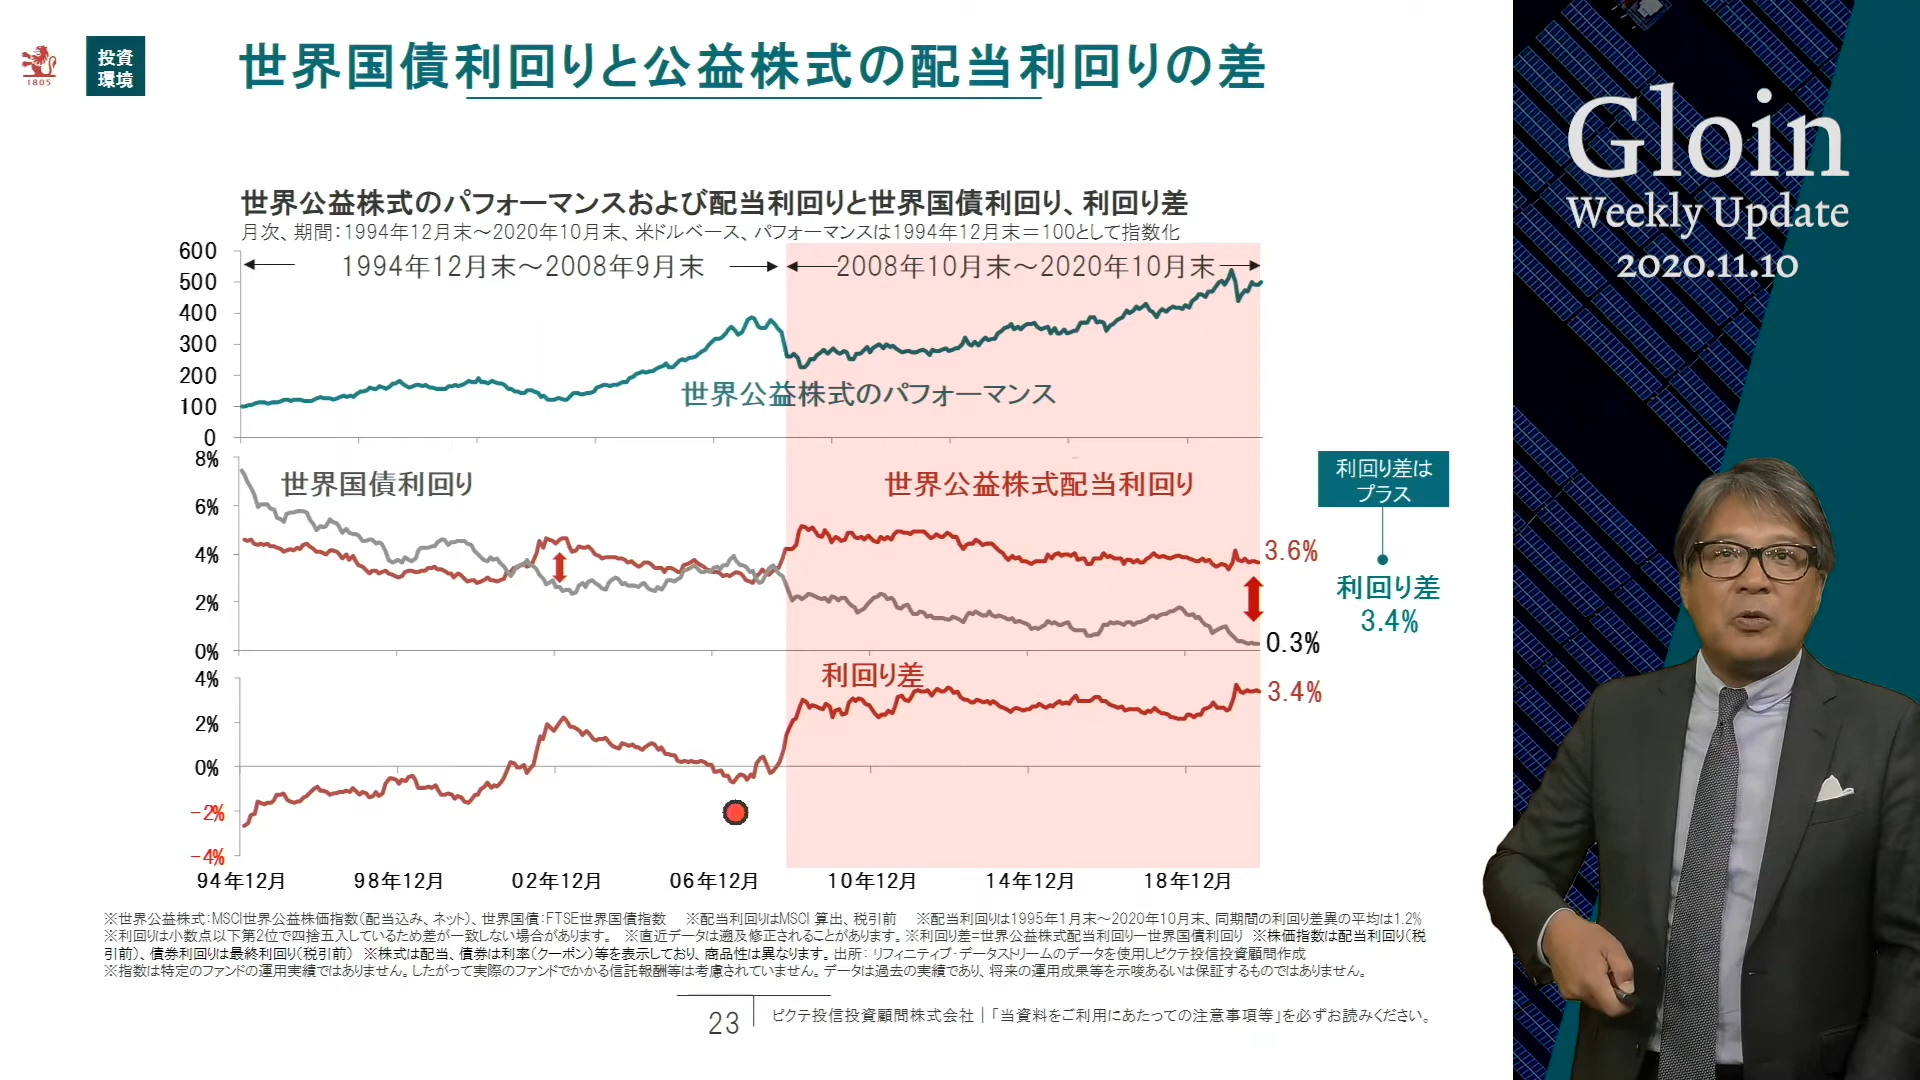 1805
投資
環境
世界国債利回りと公益株式の配当利回りの差
世界公益株式のパフォーマンスおよび配当利回りと世界国債利回り、利回り差
月次、期間：1994年12月末～2020年10月末、米ドルベース、パフォーマンスは1994年12月末＝100として指数化
1994年12月末～2008年9月末
2008年10月末～2020年10月末
600
500
400
300
200
100
0
世界公益株式のパフォーマンス
8%
6%
4%
2%
0%
世界国債利回り
世界公益株式配当利回り
3.6%
0.3%
利回り差は
プラス
利回り差
3.4%
4%
2%
0%
-2%
-4%
利回り差
3.4%
94年12月
98年12月
02年12月
06年12月
10年12月
14年12月
18年12月
※世界公益株式：MSCI世界公益株価指数（配当込み、ネット）、世界国債：FTSE世界国債指数　※配当利回りはMSCI 算出、税引前　※配当利回りは1995年1月末～2020年10月末、同期間の利回り差異の平均は1.2%
※利回りは小数点以下第2位で四捨五入しているため差が一致しない場合があります。　※直近データは遡及修正されることがあります。※利回り差=世界公益株式配当利回りー世界国債利回り　※株価指数は配当利回り（税
引前）、債券利回りは最終利回り（税引前）　※株式は配当、債券は利率（クーポン）等を表示しており、商品性は異なります。出所：リフィニティブ・データストリームのデータを使用しピクテ投信投資顧問作成
※指数は特定のファンドの運用実績ではありません。したがって実際のファンドでかかる信託報酬等は考慮されていません。データは過去の実績であり、将来の運用成果等を示唆あるいは保証するものではありません。
23
ピクテ投信投資顧問株式会社｜「当資料をご利用にあたっての注意事項等」を必ずお読みください。
Gloin
Weekly Update
2020.11.10